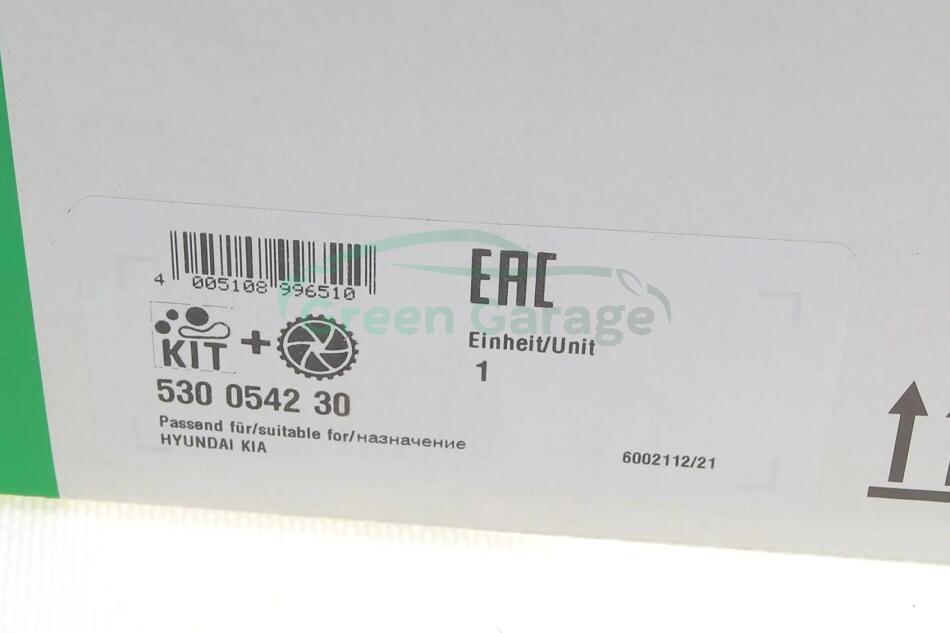 4 005108 996510
EAC
Green Garage
KIT +
Einheit/Unit
1
530 0542 30
Passend für/suitable for/назначение
HYUNDAI KIA
6002112/21